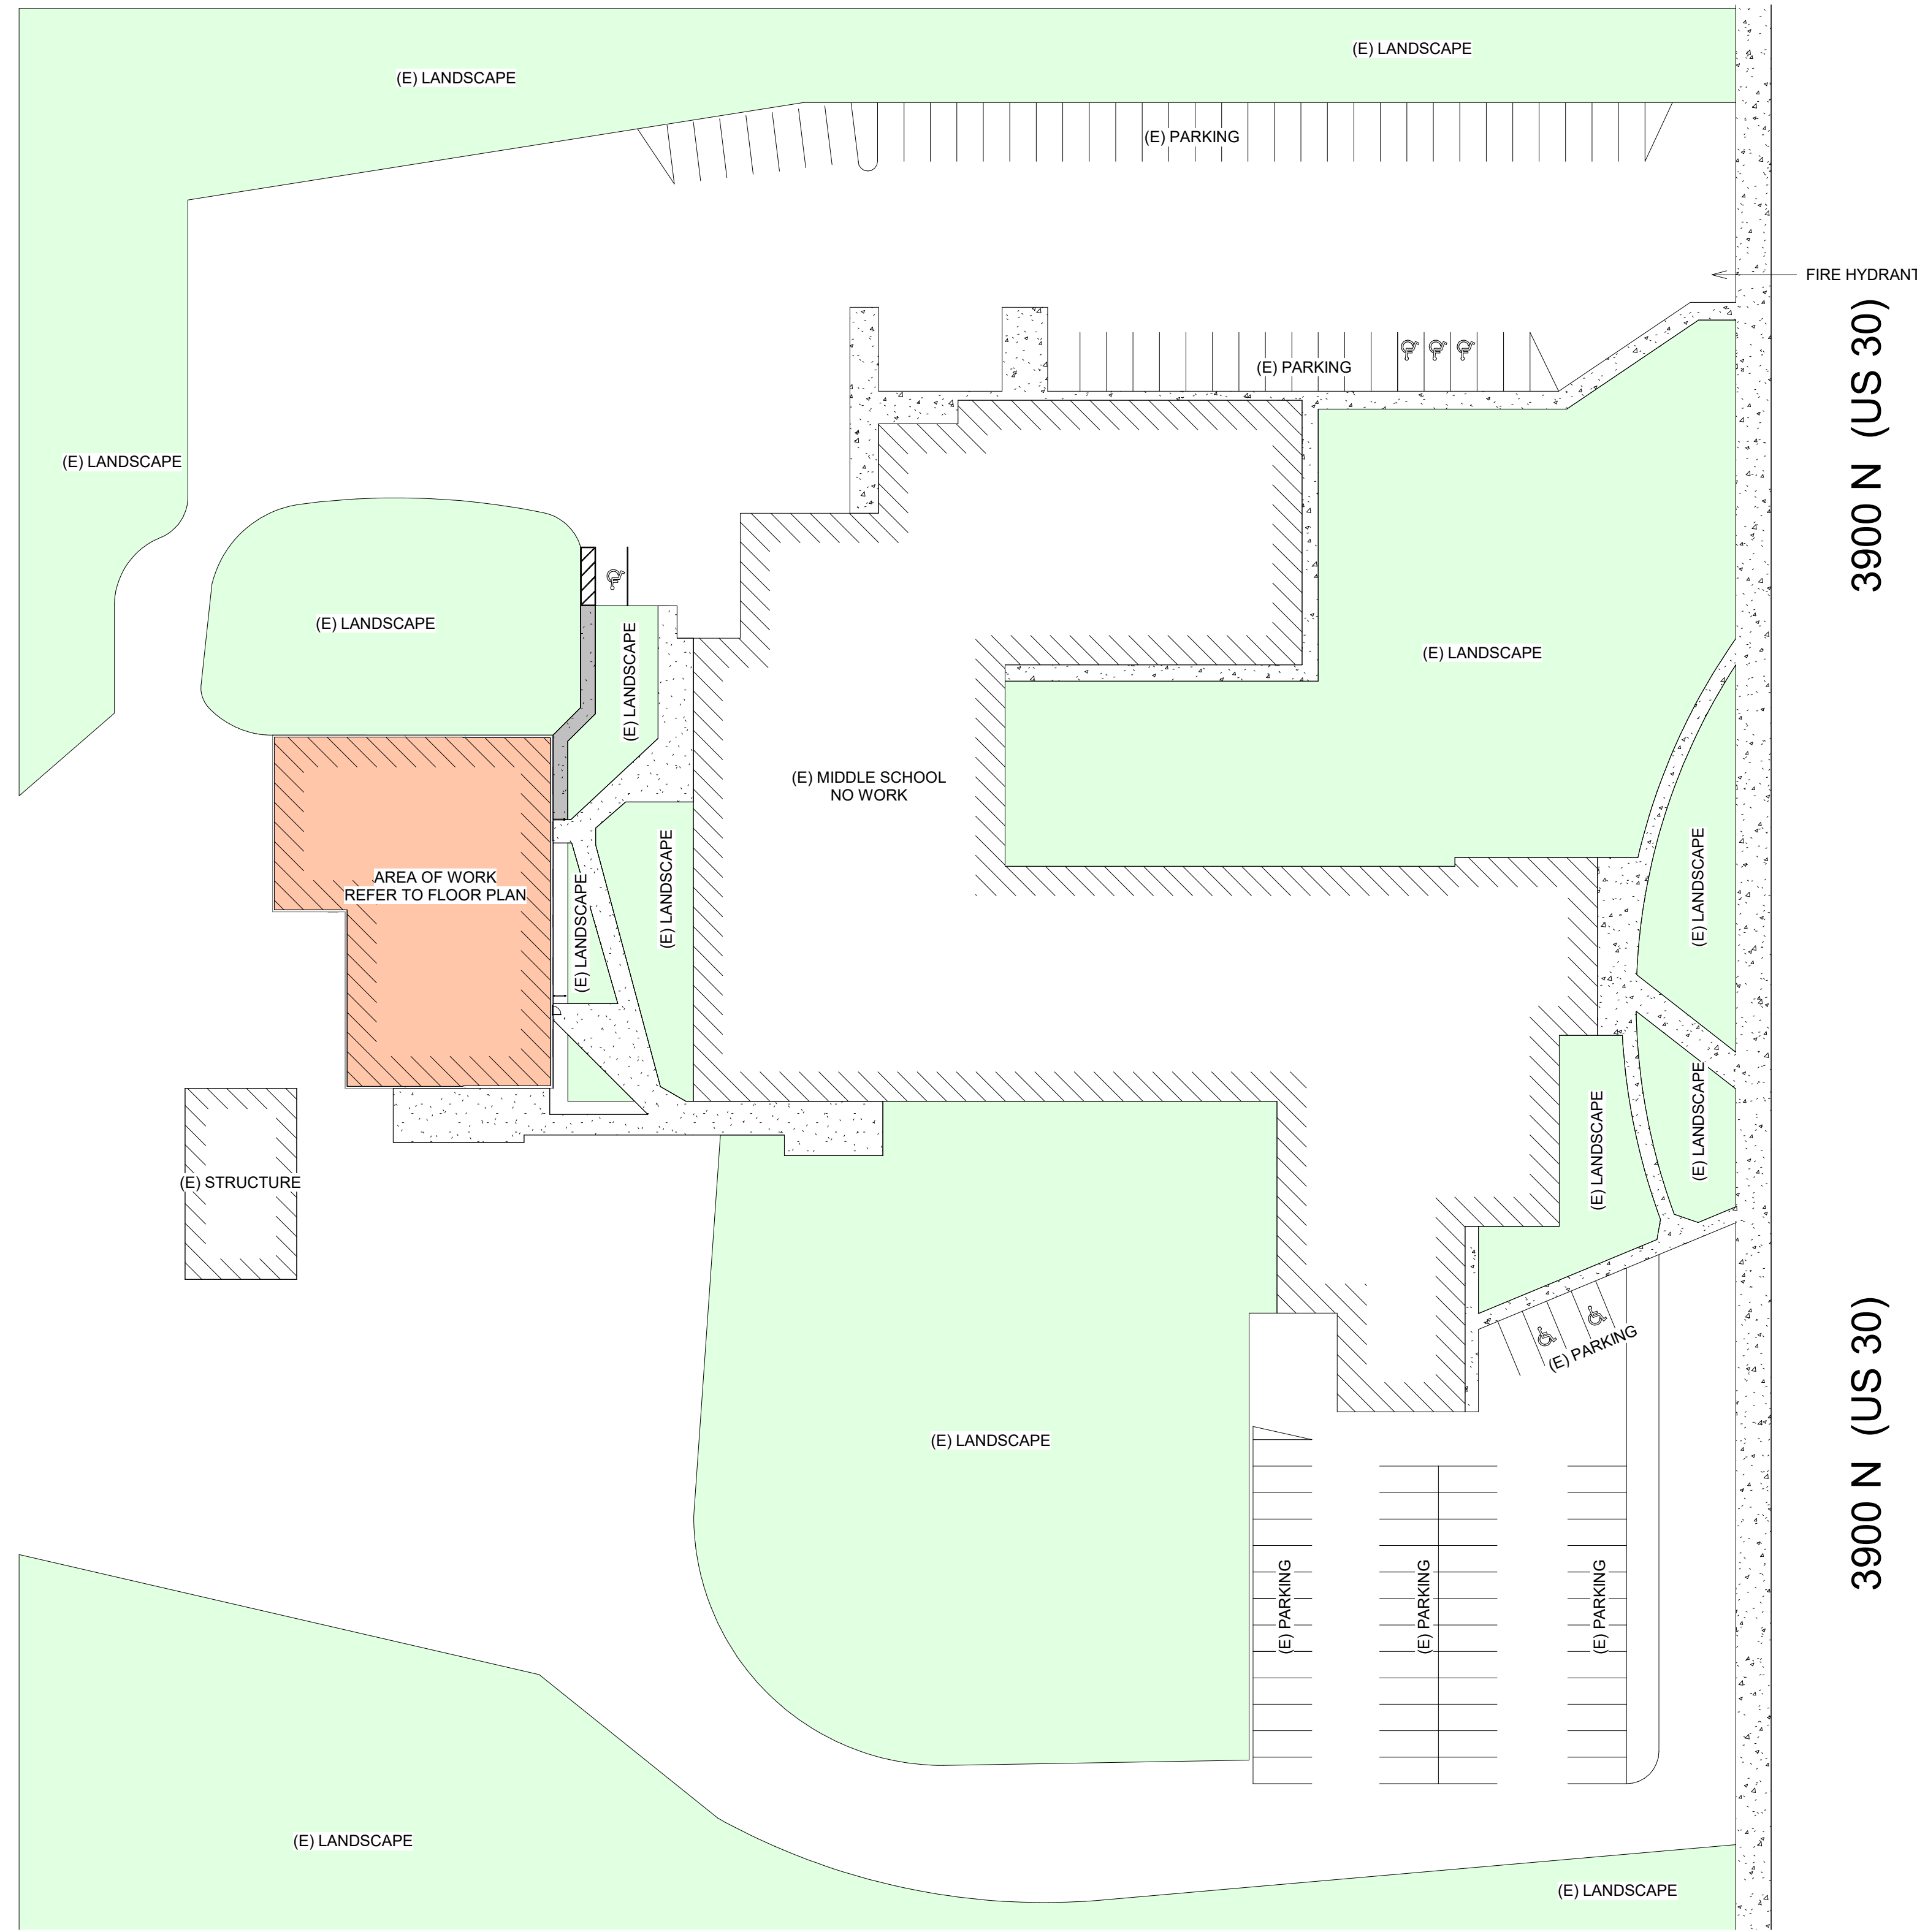 (E) LANDSCAPE
(E) LANDSCAPE
(E) PARKING
FIRE HYDRANT
3900 N (US 30)
(E) PARKING
(E) LANDSCAPE
(E) LANDSCAPE
(E) LANDSCAPE
(E) LANDSCAPE
(E) MIDDLE SCHOOL
NO WORK
AREA OF WORK
REFER TO FLOOR PLAN
(E) LANDSCAPE
(E) LANDSCAPE
(E) LANDSCAPE
(E) LANDSCAPE
(E) LANDSCAPE
(E) STRUCTURE
(E) PARKING
3900 N (US 30)
(E) LANDSCAPE
(E) PARKING
(E) PARKING
(E) PARKING
(E) LANDSCAPE
(E) LANDSCAPE